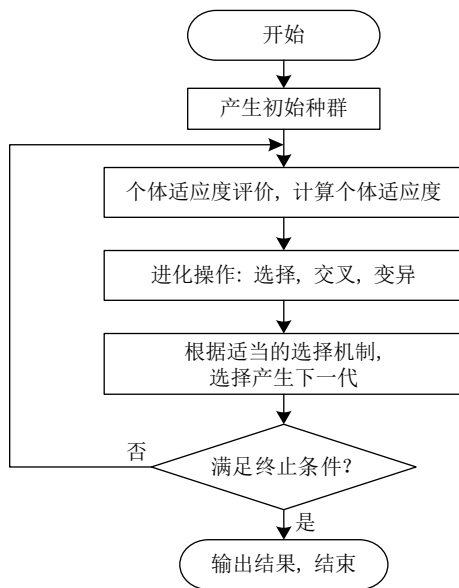 开始
产生初始种群
个体适应度评价, 计算个体适应度
进化操作: 选择, 交叉, 变异
根据适当的选择机制,
选择产生下一代
否
满足终止条件?
是
输出结果, 结束